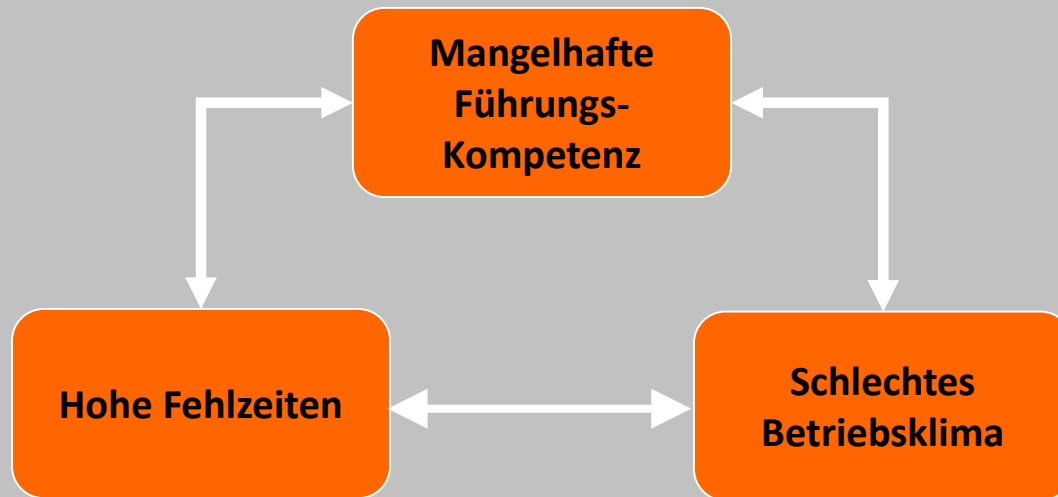 Mangelhafte
Führungs-
Kompetenz
Hohe Fehlzeiten
Schlechtes
Betriebsklima